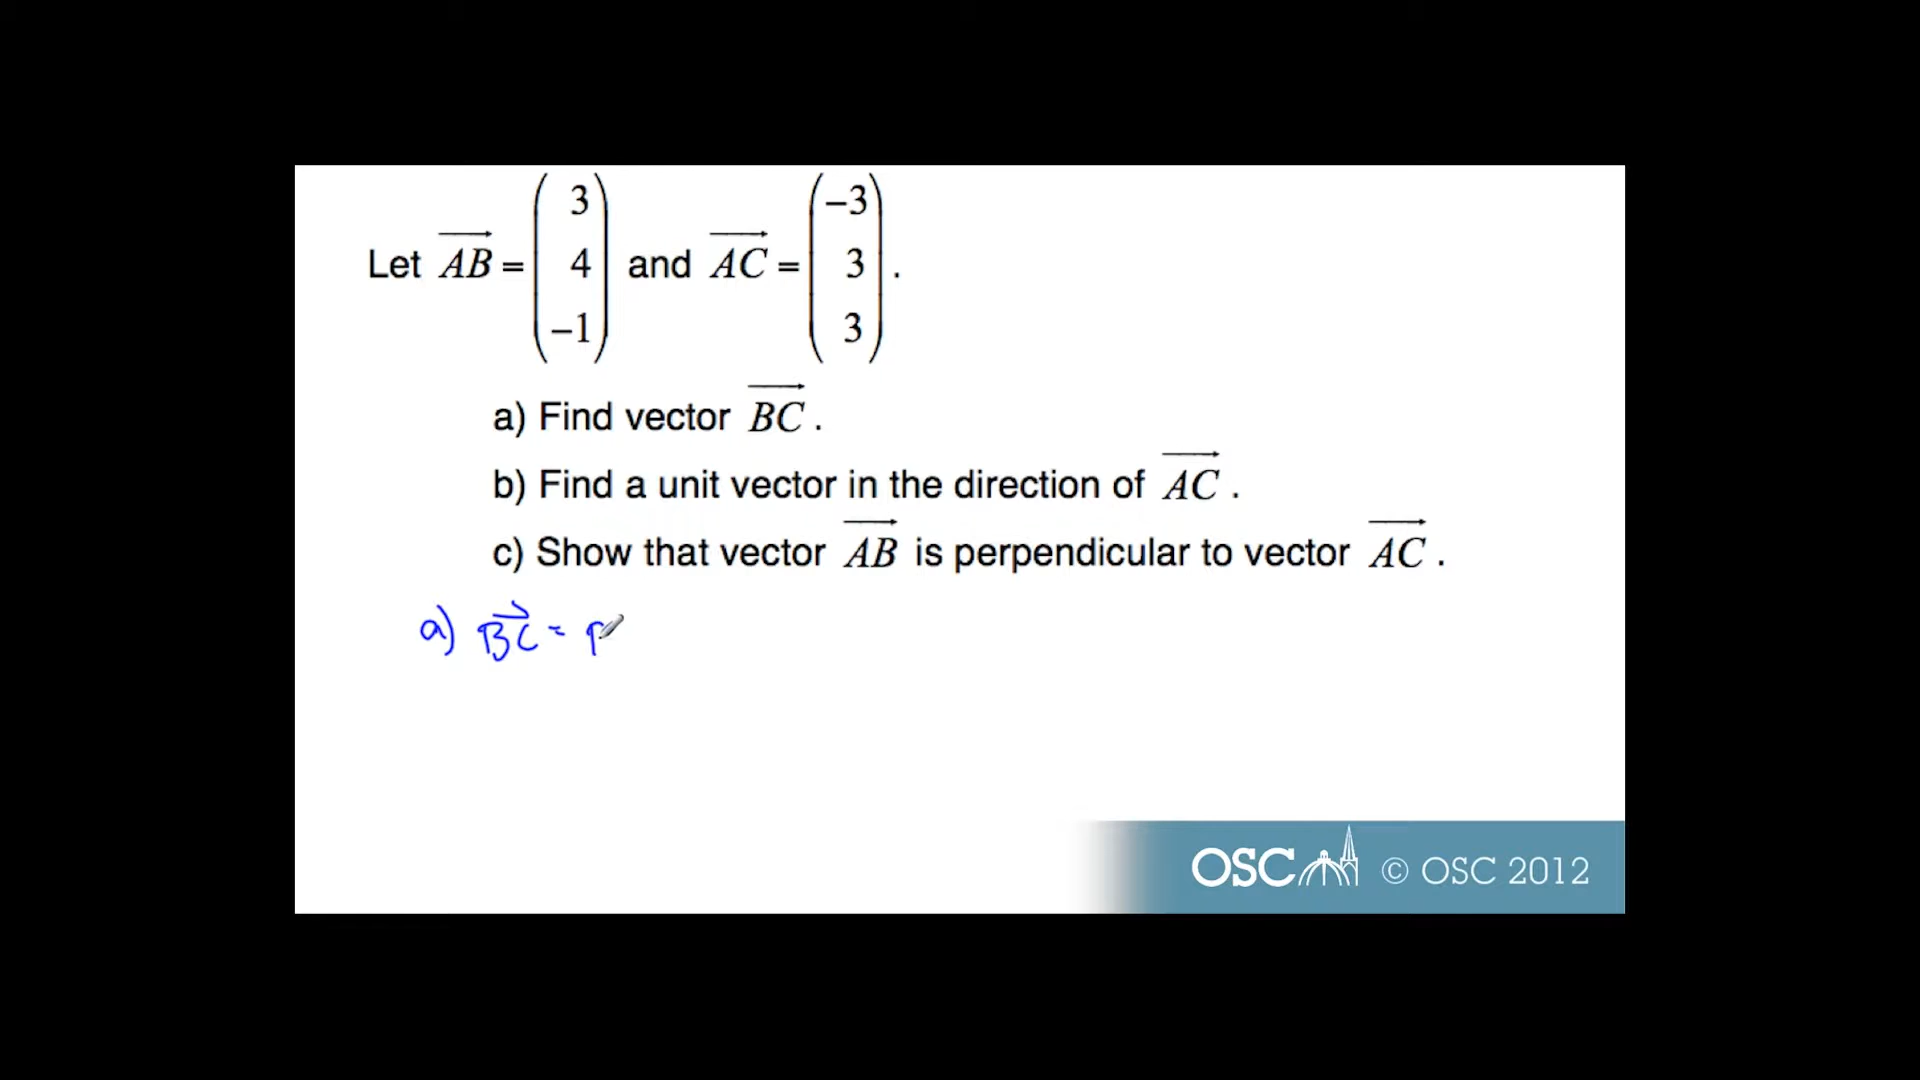 Let AB = ( 3 4 −1 ) and AC = ( −3 3 3 ) .
a) Find vector BC .
b) Find a unit vector in the direction of AC .
c) Show that vector AB is perpendicular to vector AC .
a) BC =
OSC © OSC 2012